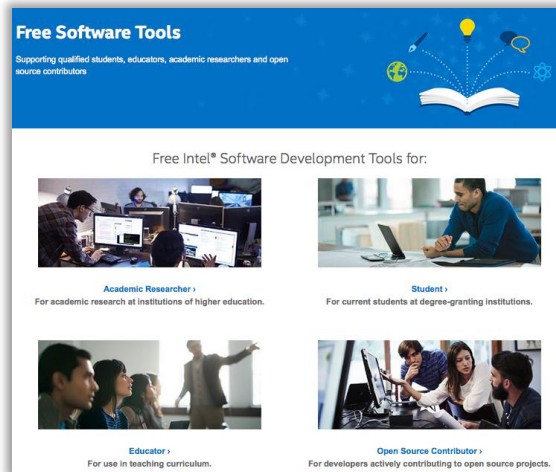 Free Software Tools
Supporting qualified students, educators, academic researchers and open
source contributors
Free Intel® Software Development Tools for:
Academic Researcher ›
For academic research at institutions of higher education.
Student ›
For current students at degree-granting institutions.
Educator ›
For use in teaching curriculum.
Open Source Contributor ›
For developers actively contributing to open source projects.